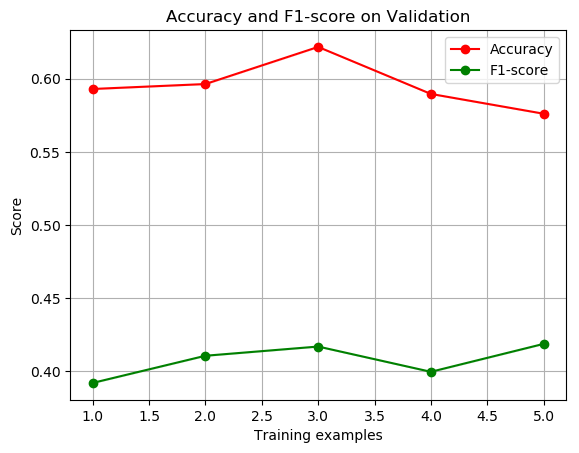 Accuracy and F1-score on Validation
Accuracy
F1-score
0.60
0.55
0.50
0.45
0.40
Score
1.0 1.5 2.0 2.5 3.0 3.5 4.0 4.5 5.0
Training examples